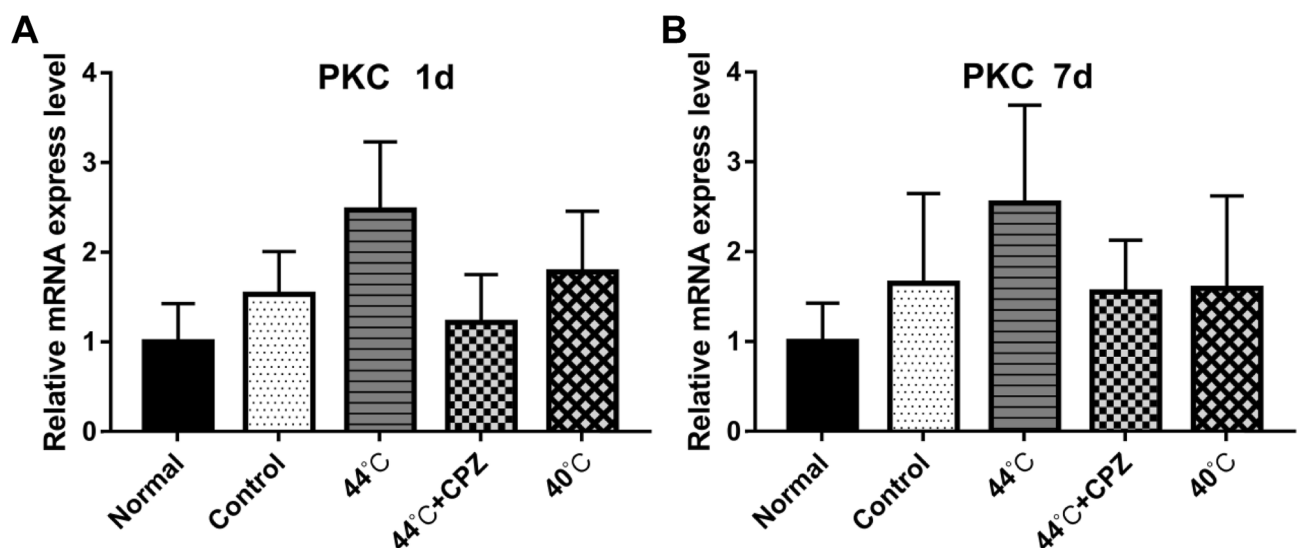 A
PKC 1d
Relative mRNA express level
4
3
2
1
0
Normal
Control
44℃
44℃+CPZ
40℃
B
PKC 7d
Relative mRNA express level
4
3
2
1
0
Normal
Control
44℃
44℃+CPZ
40℃